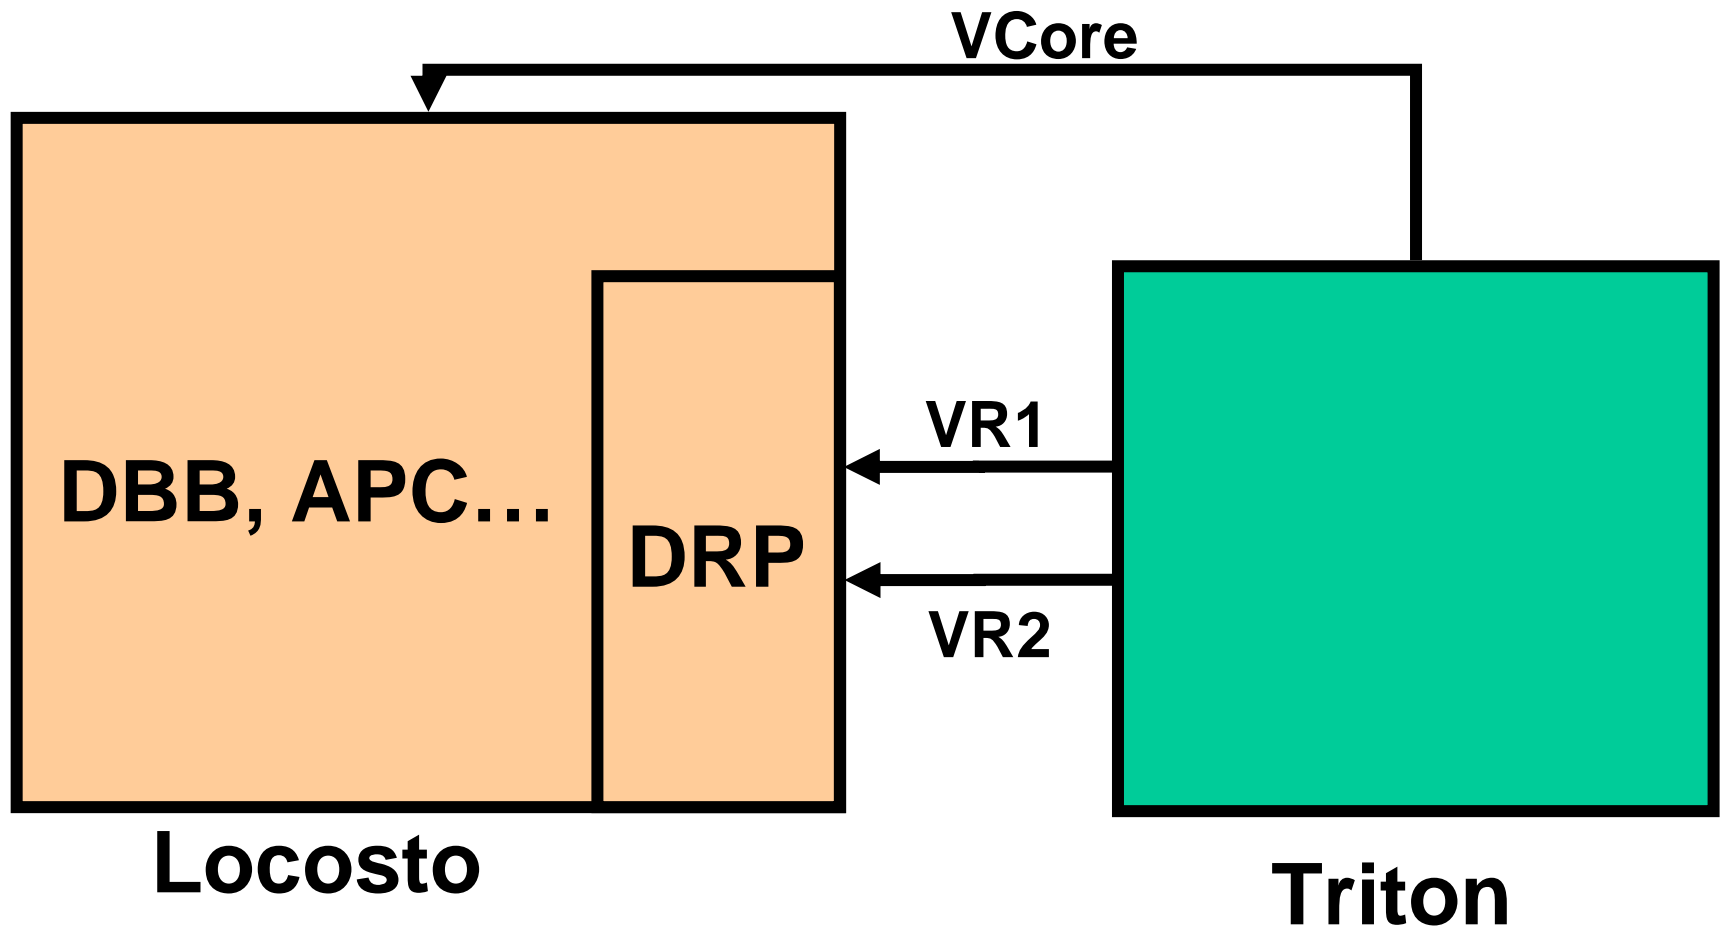 VCore
VR1
DBB, APC…
DRP
VR2
Locosto
Triton